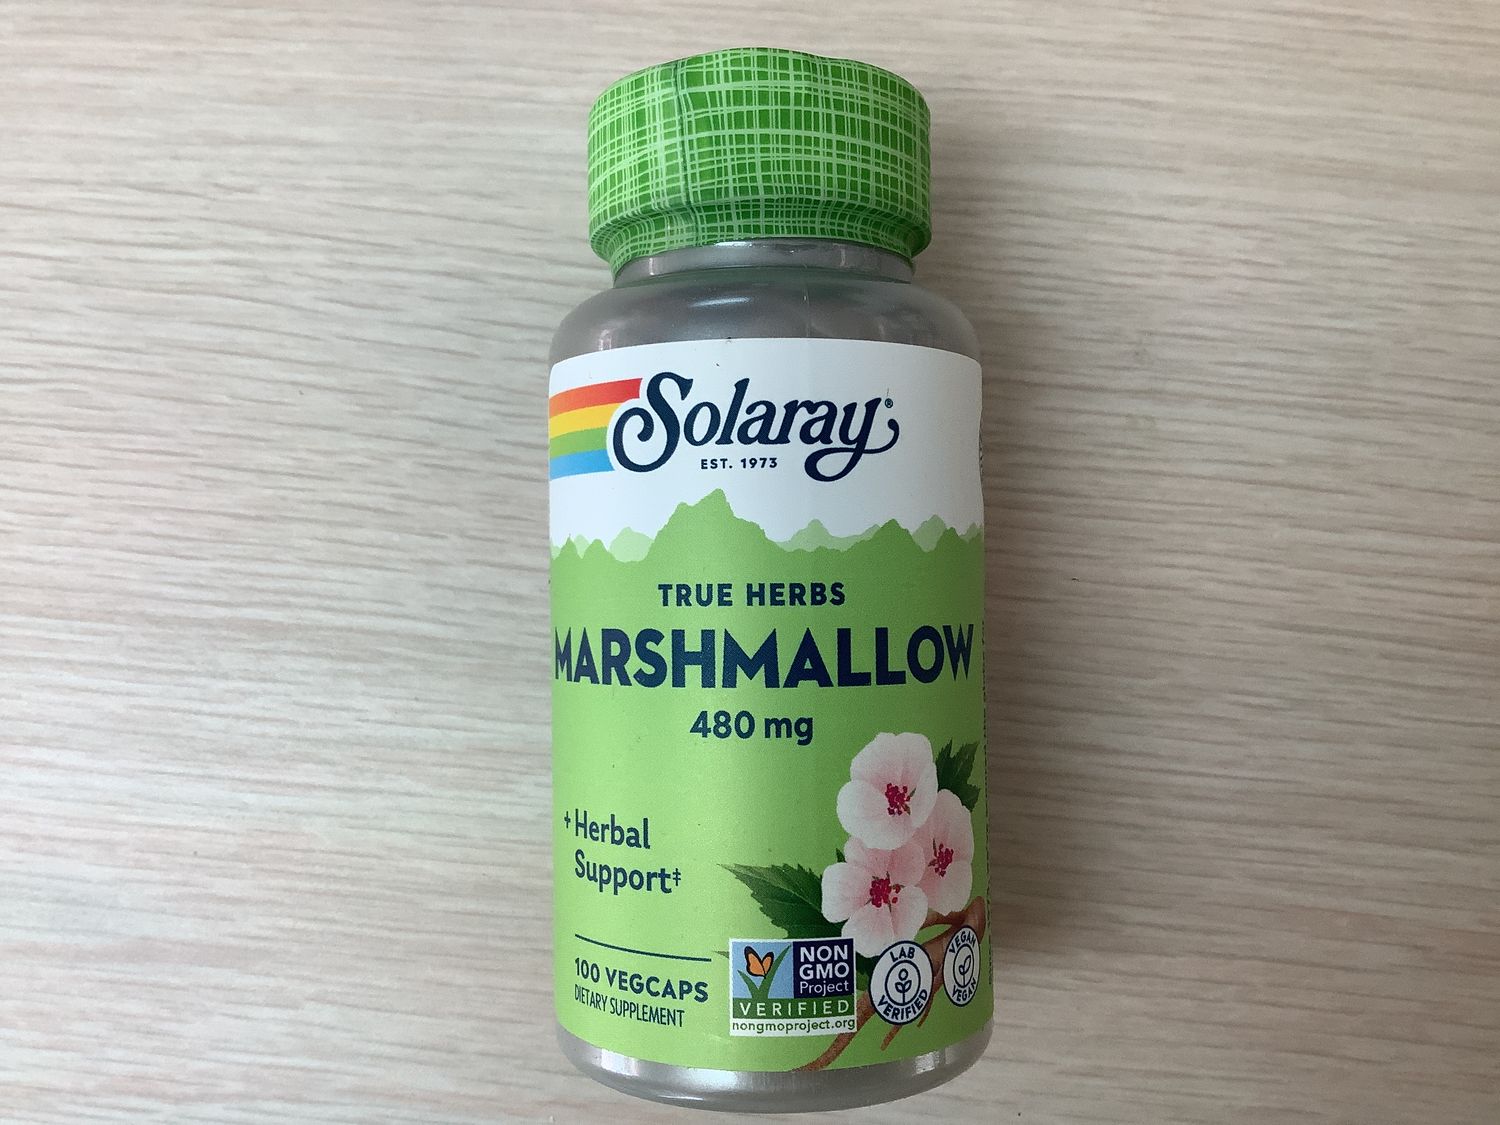 Solaray®
EST. 1973
TRUE HERBS
MARSHMALLOW
480 mg
+ Herbal
Support‡
100 VEGCAPS
DIETARY SUPPLEMENT
NON
GMO
Project
VERIFIED
nongmoproject.org
LAB
VERIFIED
VEGAN
VEGAN